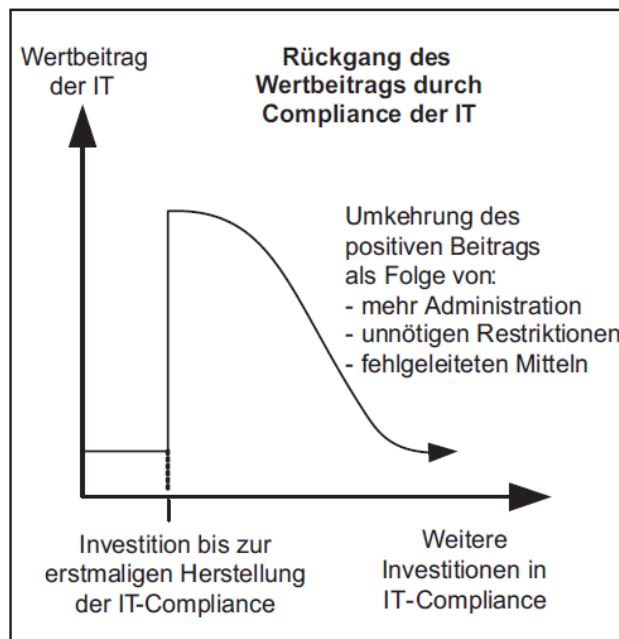 Wertbeitrag
der IT
Rückgang des
Wertbeitrags durch
Compliance der IT
Umkehrung des
positiven Beitrags
als Folge von:
- mehr Administration
- unnötigen Restriktionen
- fehlgeleiteten Mitteln
Investition bis zur
erstmaligen Herstellung
der IT-Compliance
Weitere
Investitionen in
IT-Compliance